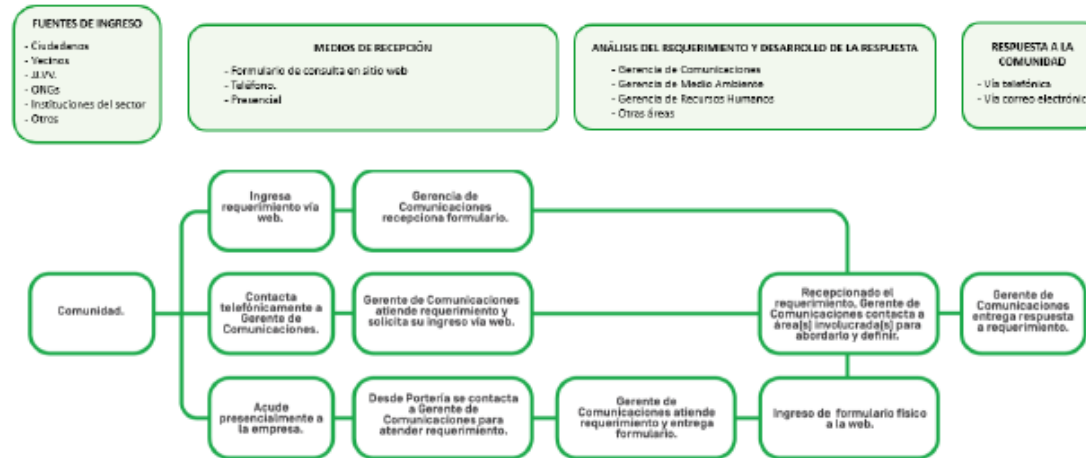 FUENTES DE INGRESO
- Ciudadanos
- Vecinos
- JJ.VV.
- ONGs
- Instituciones del sector
- Otros
MEDIOS DE RECEPCIÓN
- Formulario de consulta en sitio web
- Teléfono.
- Presencial
ANÁLISIS DEL REQUERIMIENTO Y DESARROLLO DE LA RESPUESTA
- Gerencia de Comunicaciones
- Gerencia de Medio Ambiente
- Gerencia de Recursos Humanos
- Otras áreas
RESPUESTA A LA
COMUNIDAD
- Vía telefónica
- Vía correo electrónic
Ingresa
requerimiento vía
web.
Gerencia de
Comunicaciones
recepciona formulario.
Comunidad.
Contacta
telefónicamente a
Gerente de
Comunicaciones.
Gerente de Comunicaciones
atiende requerimiento y
solicita su ingreso vía web.
Recepcionado el
requerimiento, Gerente de
Comunicaciones contacta a
área(s) involucrada(s) para
abordarlo y definir.
Gerente de
Comunicaciones
entrega respuesta
a requerimiento.
Acude
presencialmente a
la empresa.
Desde Portería se contacta
a Gerente de
Comunicaciones para
atender requerimiento.
Gerente de
Comunicaciones atiende
requerimiento y entrega
formulario.
Ingreso de formulario físico
a la web.